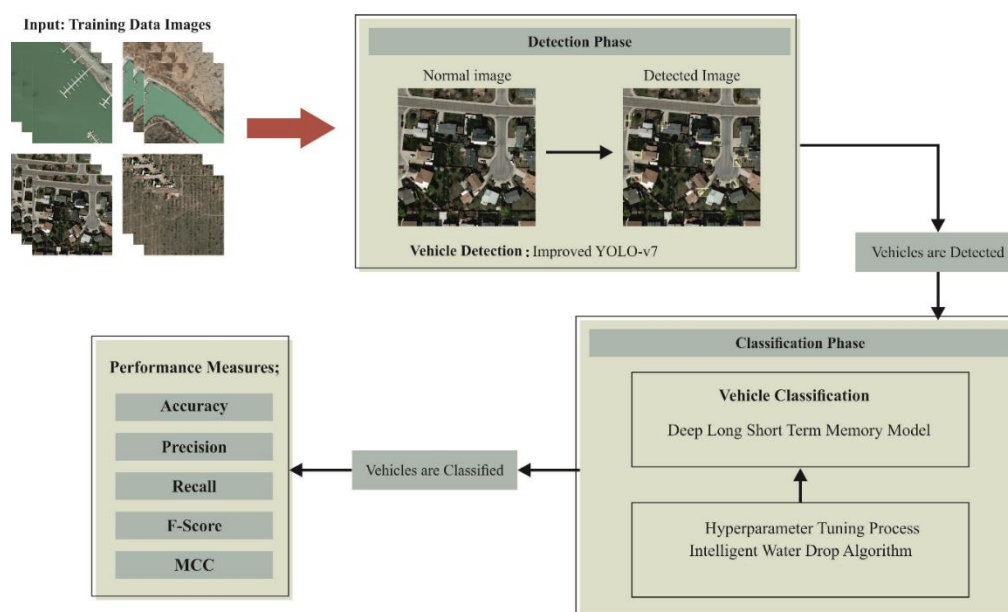 Input: Training Data Images
Detection Phase
Normal image
Detected Image
Vehicle Detection : Improved YOLO-v7
Vehicles are Detected
Classification Phase
Vehicle Classification
Deep Long Short Term Memory Model
Hyperparameter Tuning Process
Intelligent Water Drop Algorithm
Vehicles are Classified
Performance Measures;
Accuracy
Precision
Recall
F-Score
MCC